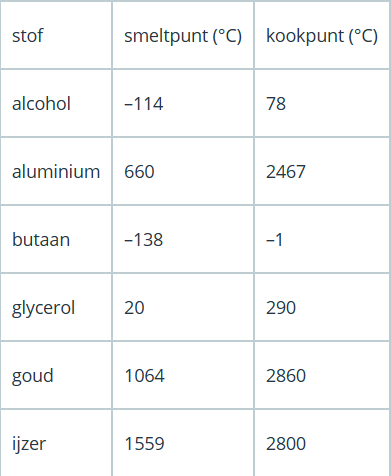 stof smeltpunt (°C) kookpunt (°C)
alcohol –114 78
aluminium 660 2467
butaan –138 –1
glycerol 20 290
goud 1064 2860
ijzer 1559 2800